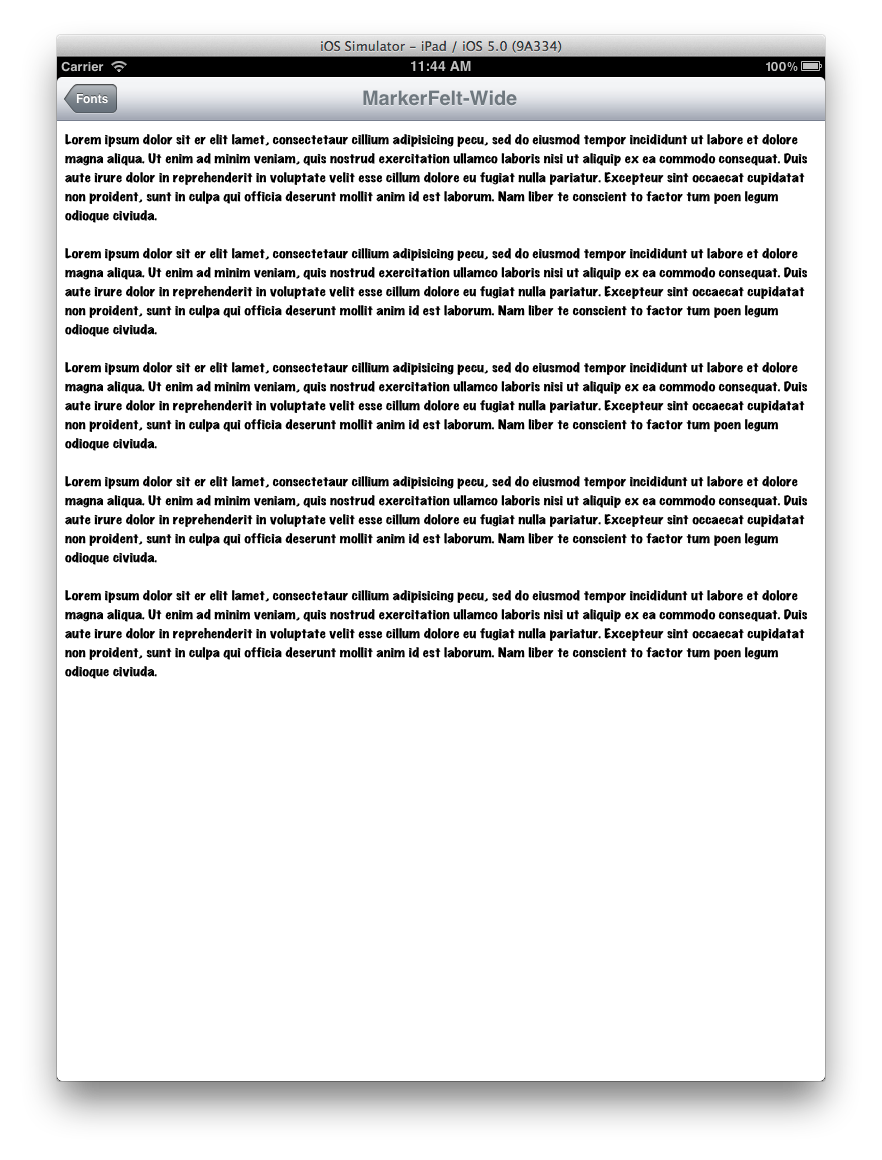 iOS Simulator – iPad / iOS 5.0 (9A334)
Carrier 11:44 AM 100%
Fonts MarkerFelt-Wide
Lorem ipsum dolor sit er elit lamet, consectetaur cillium adipisicing pecu, sed do eiusmod tempor incididunt ut labore et dolore
magna aliqua. Ut enim ad minim veniam, quis nostrud exercitation ullamco laboris nisi ut aliquip ex ea commodo consequat. Duis
aute irure dolor in reprehenderit in voluptate velit esse cillum dolore eu fugiat nulla pariatur. Excepteur sint occaecat cupidatat
non proident, sunt in culpa qui officia deserunt mollit anim id est laborum. Nam liber te conscient to factor tum poen legum
odioque civiuda.
Lorem ipsum dolor sit er elit lamet, consectetaur cillium adipisicing pecu, sed do eiusmod tempor incididunt ut labore et dolore
magna aliqua. Ut enim ad minim veniam, quis nostrud exercitation ullamco laboris nisi ut aliquip ex ea commodo consequat. Duis
aute irure dolor in reprehenderit in voluptate velit esse cillum dolore eu fugiat nulla pariatur. Excepteur sint occaecat cupidatat
non proident, sunt in culpa qui officia deserunt mollit anim id est laborum. Nam liber te conscient to factor tum poen legum
odioque civiuda.
Lorem ipsum dolor sit er elit lamet, consectetaur cillium adipisicing pecu, sed do eiusmod tempor incididunt ut labore et dolore
magna aliqua. Ut enim ad minim veniam, quis nostrud exercitation ullamco laboris nisi ut aliquip ex ea commodo consequat. Duis
aute irure dolor in reprehenderit in voluptate velit esse cillum dolore eu fugiat nulla pariatur. Excepteur sint occaecat cupidatat
non proident, sunt in culpa qui officia deserunt mollit anim id est laborum. Nam liber te conscient to factor tum poen legum
odioque civiuda.
Lorem ipsum dolor sit er elit lamet, consectetaur cillium adipisicing pecu, sed do eiusmod tempor incididunt ut labore et dolore
magna aliqua. Ut enim ad minim veniam, quis nostrud exercitation ullamco laboris nisi ut aliquip ex ea commodo consequat. Duis
aute irure dolor in reprehenderit in voluptate velit esse cillum dolore eu fugiat nulla pariatur. Excepteur sint occaecat cupidatat
non proident, sunt in culpa qui officia deserunt mollit anim id est laborum. Nam liber te conscient to factor tum poen legum
odioque civiuda.
Lorem ipsum dolor sit er elit lamet, consectetaur cillium adipisicing pecu, sed do eiusmod tempor incididunt ut labore et dolore
magna aliqua. Ut enim ad minim veniam, quis nostrud exercitation ullamco laboris nisi ut aliquip ex ea commodo consequat. Duis
aute irure dolor in reprehenderit in voluptate velit esse cillum dolore eu fugiat nulla pariatur. Excepteur sint occaecat cupidatat
non proident, sunt in culpa qui officia deserunt mollit anim id est laborum. Nam liber te conscient to factor tum poen legum
odioque civiuda.